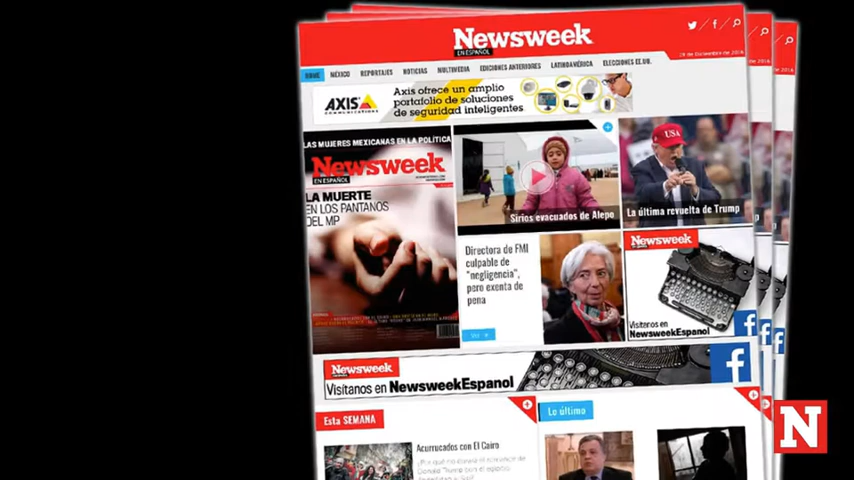 Newsweek
EN ESPAÑOL
19 de Diciembre de 2016
HOME MÉXICO REPORTAJES NOTICIAS MULTIMEDIA EDICIONES ANTERIORES LATINOAMÉRICA ELECCIONES EE.UU.
AXIS
COMMUNICATIONS
Axis ofrece un amplio
portafolio de soluciones
de seguridad inteligentes
LAS MUJERES MEXICANAS EN LA POLÍTICA
Newsweek
EN ESPAÑOL
LA MUERTE
EN LOS PANTANOS
DEL MP
Sirios evacuados de Alepo
USA
La última revuelta de Trump
Directora de FMI
culpable de
"negligencia",
pero exenta de
pena
Newsweek
Visítenos en
NewsweekEspanol
f
Newsweek
Visítanos en NewsweekEspanol
f
Esta SEMANA
Lo último
Acurrucados con El Cairo
N